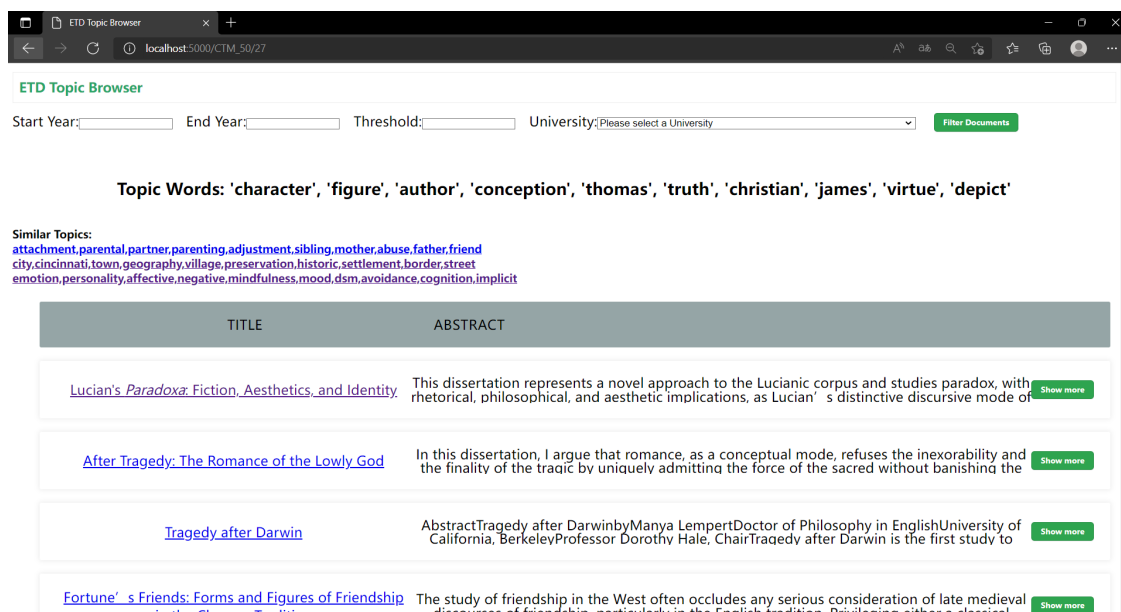 ETD Topic Browser
localhost:5000/CTM_50/27
ETD Topic Browser
Start Year: End Year: Threshold: University: Please select a University Filter Documents
Topic Words: 'character', 'figure', 'author', 'conception', 'thomas', 'truth', 'christian', 'james', 'virtue', 'depict'
Similar Topics:
attachment,parental,partner,parenting,adjustment,sibling,mother,abuse,father,friend
city,cincinnati,town,geography,village,preservation,historic,settlement,border,street
emotion,personality,affective,negative,mindfulness,mood,dsm,avoidance,cognition,implicit
TITLE ABSTRACT
Lucian's Paradoxa: Fiction, Aesthetics, and Identity
This dissertation represents a novel approach to the Lucianic corpus and studies paradox, with
rhetorical, philosophical, and aesthetic implications, as Lucian’s distinctive discursive mode of
Show more
After Tragedy: The Romance of the Lowly God
In this dissertation, I argue that romance, as a conceptual mode, refuses the inexorability and
the finality of the tragic by uniquely admitting the force of the sacred without banishing the
Show more
Tragedy after Darwin
AbstractTragedy after DarwinbyManya LempertDoctor of Philosophy in EnglishUniversity of
California, BerkeleyProfessor Dorothy Hale, ChairTragedy after Darwin is the first study to
Show more
Fortune’s Friends: Forms and Figures of Friendship
The study of friendship in the West often occludes any serious consideration of late medieval
Show more